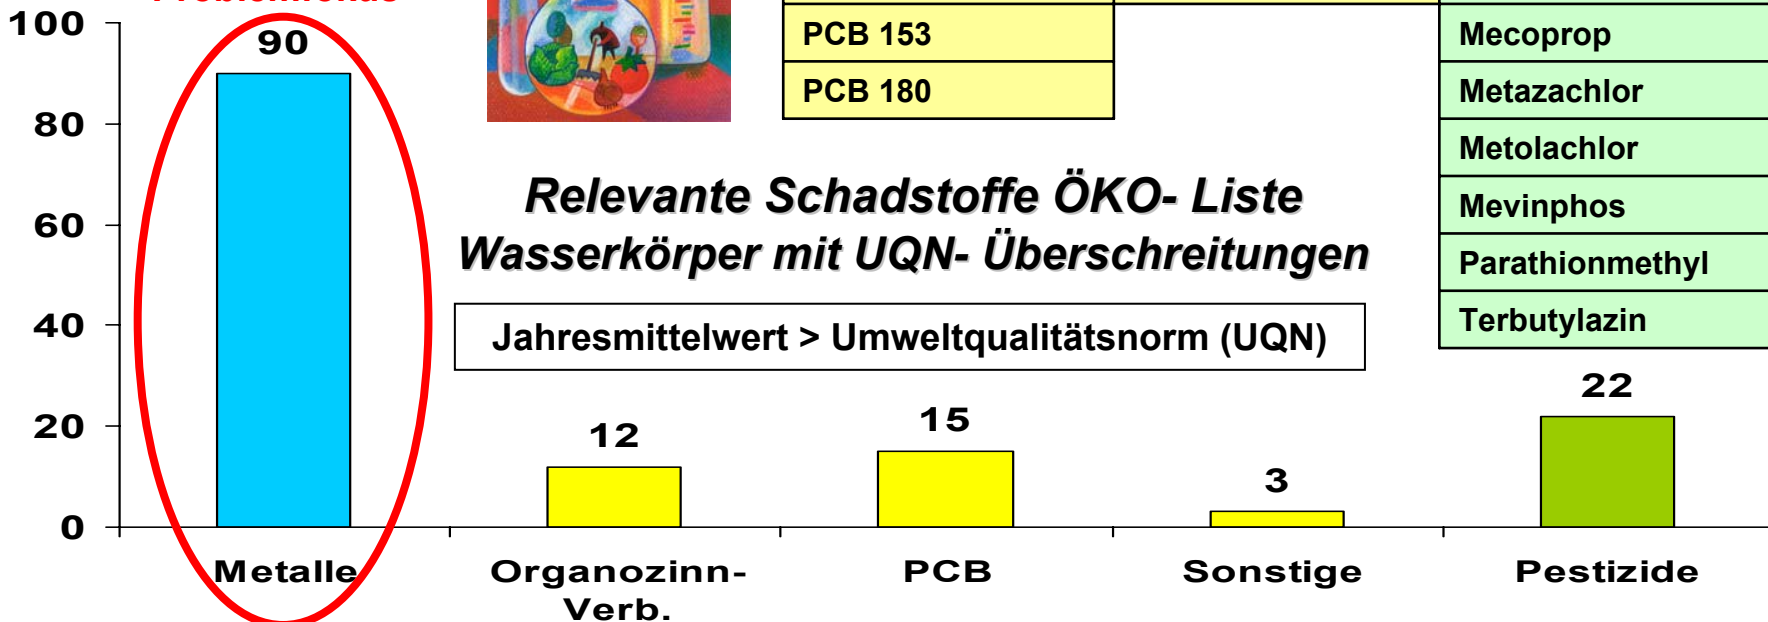 Problemfokus
100
80
60
40
20
0
90
12
15
3
22
PCB 153
PCB 180
Mecoprop
Metazachlor
Metolachlor
Mevinphos
Parathionmethyl
Terbutylazin
Relevante Schadstoffe ÖKO- Liste
Wasserkörper mit UQN- Überschreitungen
Jahresmittelwert > Umweltqualitätsnorm (UQN)
Metalle
Organozinn-
Verb.
PCB
Sonstige
Pestizide